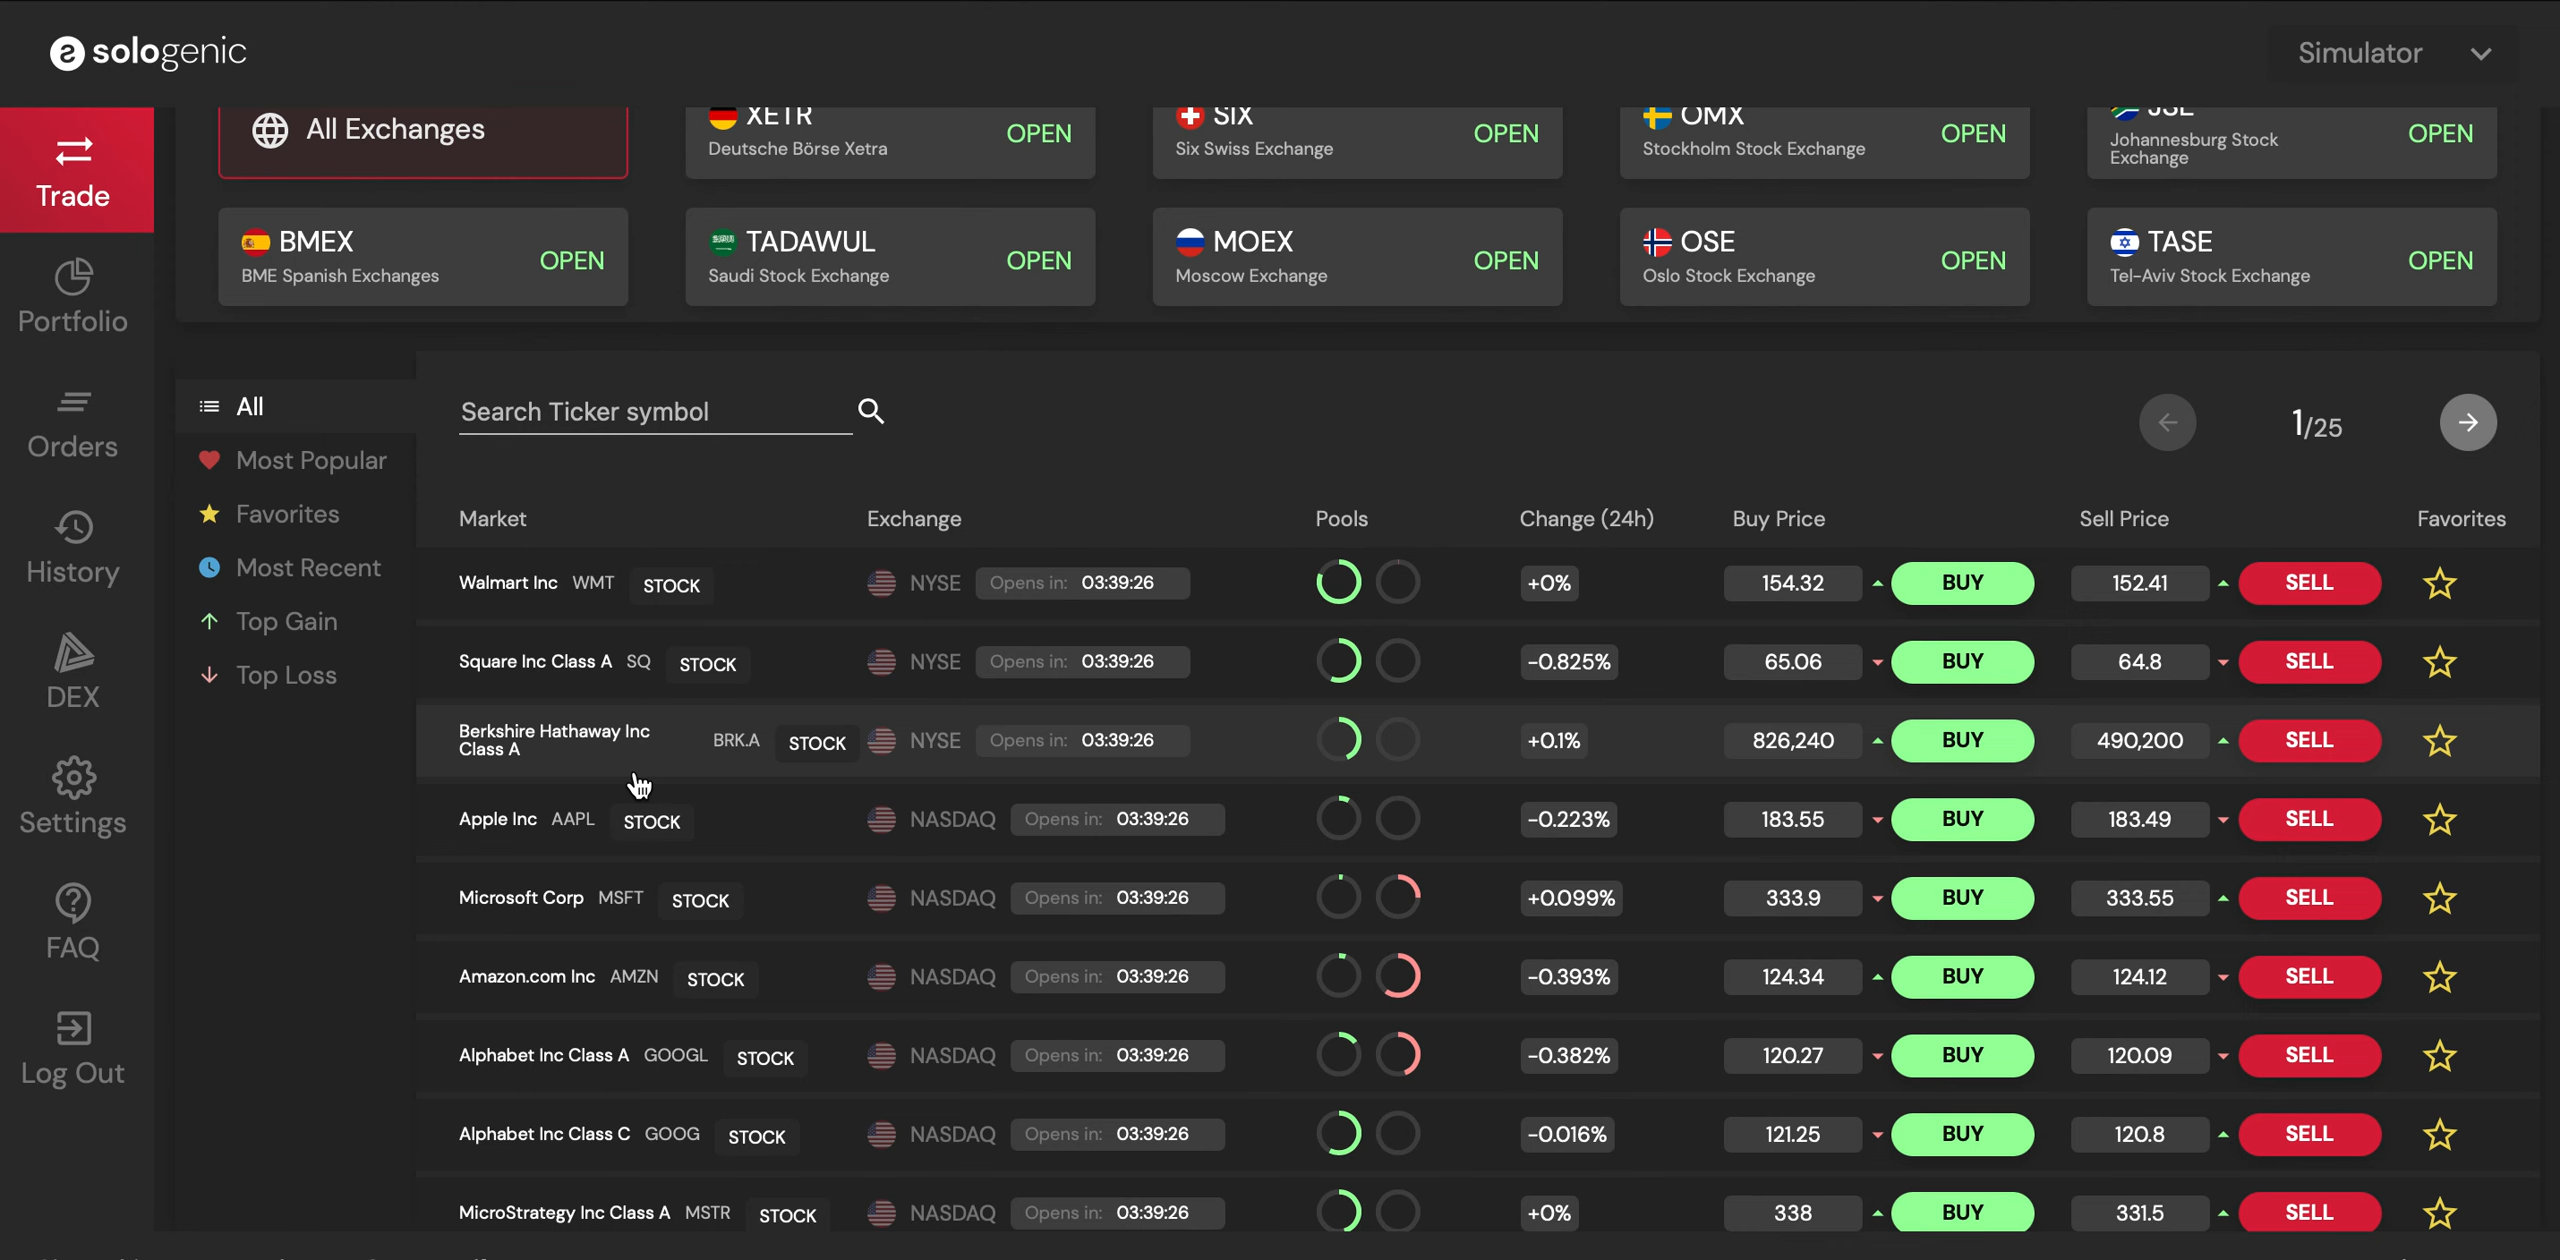 sologenic
Simulator
All Exchanges
XETR
Deutsche Börse Xetra
OPEN
SIX
Six Swiss Exchange
OPEN
OMX
Stockholm Stock Exchange
OPEN
JSE
Johannesburg Stock
Exchange
OPEN
BMEX
BME Spanish Exchanges
OPEN
TADAWUL
Saudi Stock Exchange
OPEN
MOEX
Moscow Exchange
OPEN
OSE
Oslo Stock Exchange
OPEN
TASE
Tel-Aviv Stock Exchange
OPEN
Trade
Portfolio
Orders
History
DEX
Settings
FAQ
Log Out
All
Most Popular
Favorites
Most Recent
Top Gain
Top Loss
Search Ticker symbol
1/25
Market Exchange Pools Change (24h) Buy Price Sell Price Favorites
Walmart Inc WMT STOCK NYSE Opens in: 03:39:26 +0% 154.32 BUY 152.41 SELL
Square Inc Class A SQ STOCK NYSE Opens in: 03:39:26 -0.825% 65.06 BUY 64.8 SELL
Berkshire Hathaway Inc
Class A BRK.A STOCK NYSE Opens in: 03:39:26 +0.1% 826,240 BUY 490,200 SELL
Apple Inc AAPL STOCK NASDAQ Opens in: 03:39:26 -0.223% 183.55 BUY 183.49 SELL
Microsoft Corp MSFT STOCK NASDAQ Opens in: 03:39:26 +0.099% 333.9 BUY 333.55 SELL
Amazon.com Inc AMZN STOCK NASDAQ Opens in: 03:39:26 -0.393% 124.34 BUY 124.12 SELL
Alphabet Inc Class A GOOGL STOCK NASDAQ Opens in: 03:39:26 -0.382% 120.27 BUY 120.09 SELL
Alphabet Inc Class C GOOG STOCK NASDAQ Opens in: 03:39:26 -0.016% 121.25 BUY 120.8 SELL
MicroStrategy Inc Class A MSTR STOCK NASDAQ Opens in: 03:39:26 +0% 338 BUY 331.5 SELL